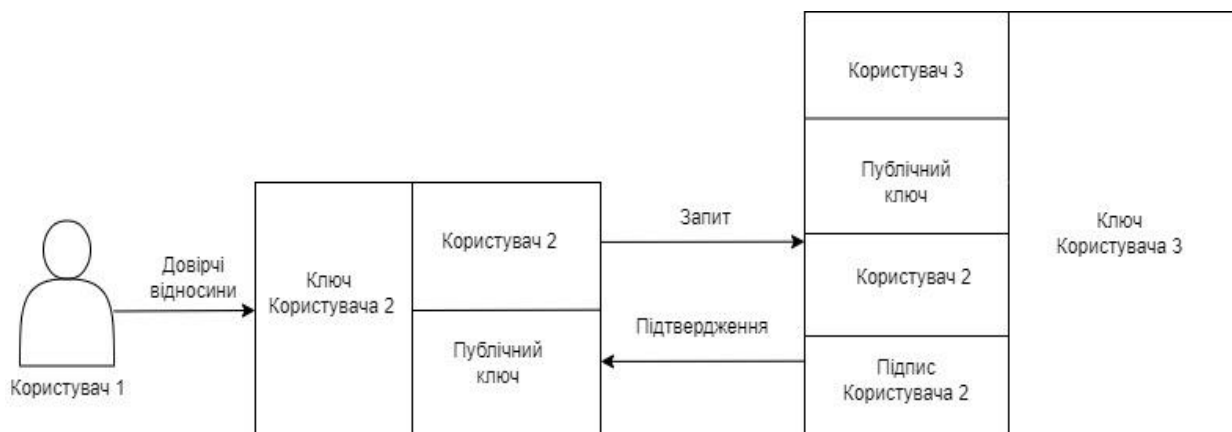 Користувач 3
Публічний
ключ
Запит
Ключ
Користувача 3
Користувач 2
Довірчі
відносини
Ключ
Користувача 2
Користувач 2
Підтвердження
Публічний
ключ
Підпис
Користувача 2
Користувач 1